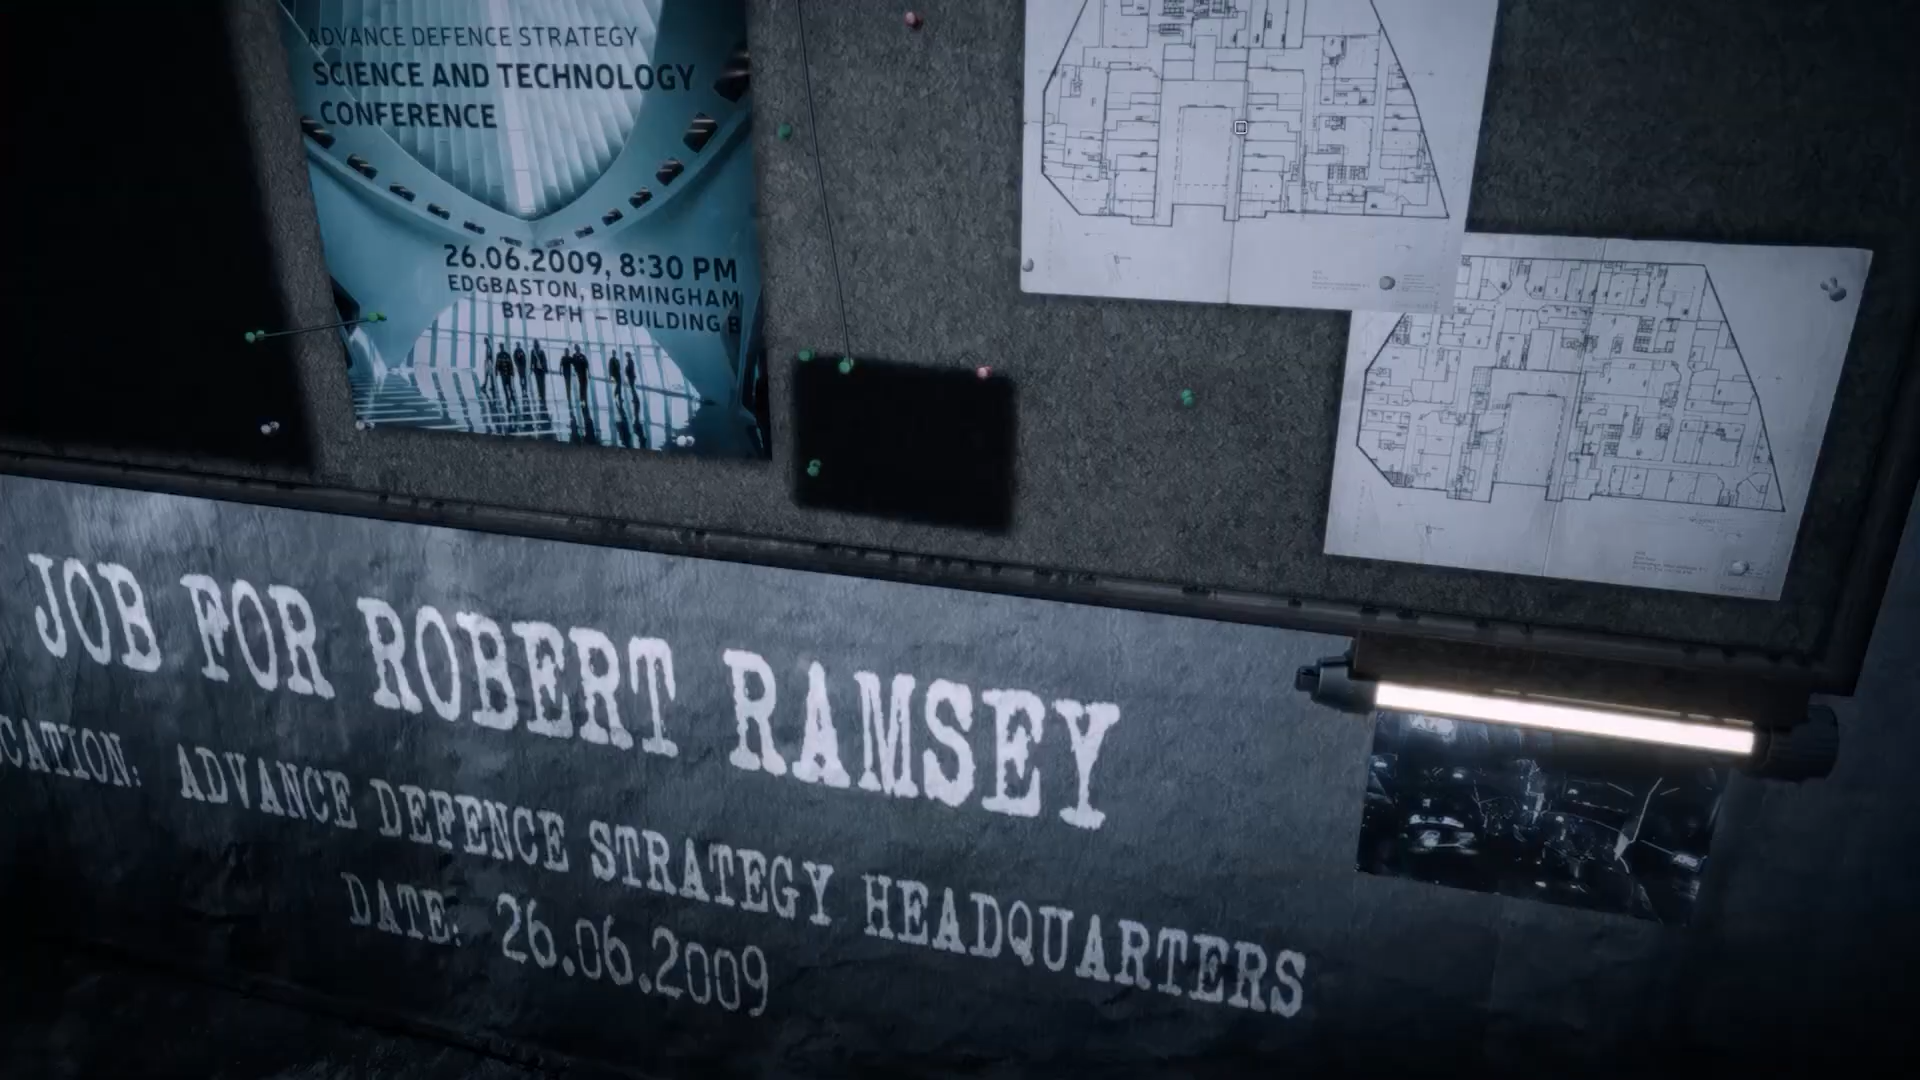 ADVANCE DEFENCE STRATEGY
SCIENCE AND TECHNOLOGY
CONFERENCE
26.06.2009, 8:30 PM
EDGBASTON, BIRMINGHAM
B12 2FH – BUILDING B
JOB FOR ROBERT RAMSEY
CATION: ADVANCE DEFENCE STRATEGY HEADQUARTERS
DATE: 26.06.2009